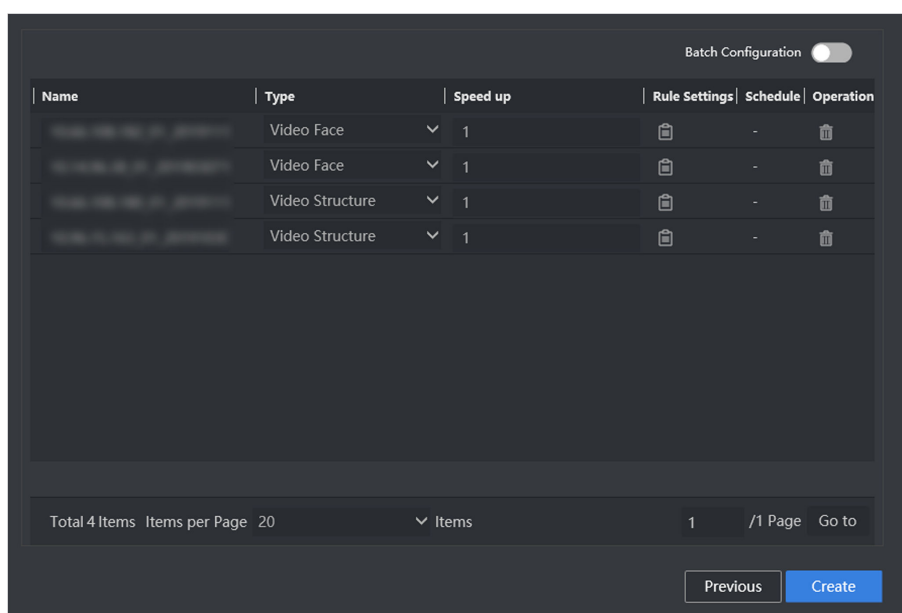 Batch Configuration
Name Type Speed up Rule Settings Schedule Operation
Video Face 1 -
Video Face 1 -
Video Structure 1 -
Video Structure 1 -
Total 4 Items Items per Page 20 Items 1 /1 Page Go to
Previous Create